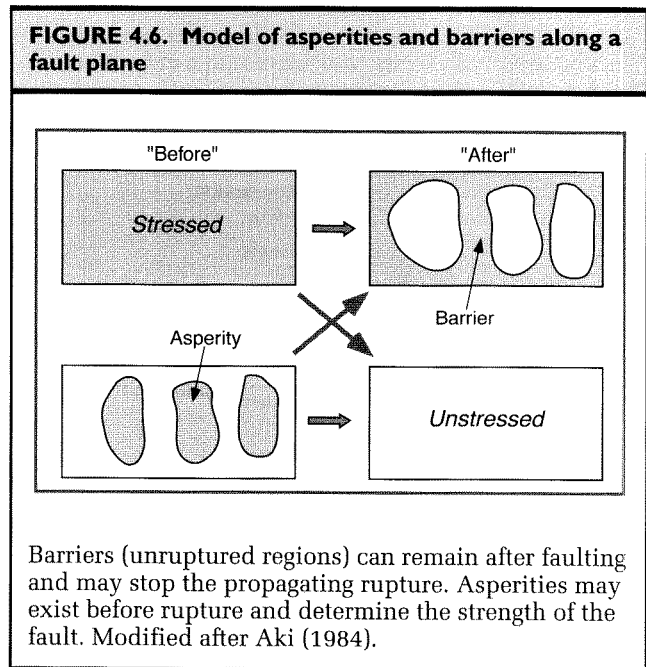 FIGURE 4.6. Model of asperities and barriers along a
fault plane
"Before"
"After"
Stressed
Barrier
Asperity
Unstressed
Barriers (unruptured regions) can remain after faulting
and may stop the propagating rupture. Asperities may
exist before rupture and determine the strength of the
fault. Modified after Aki (1984).